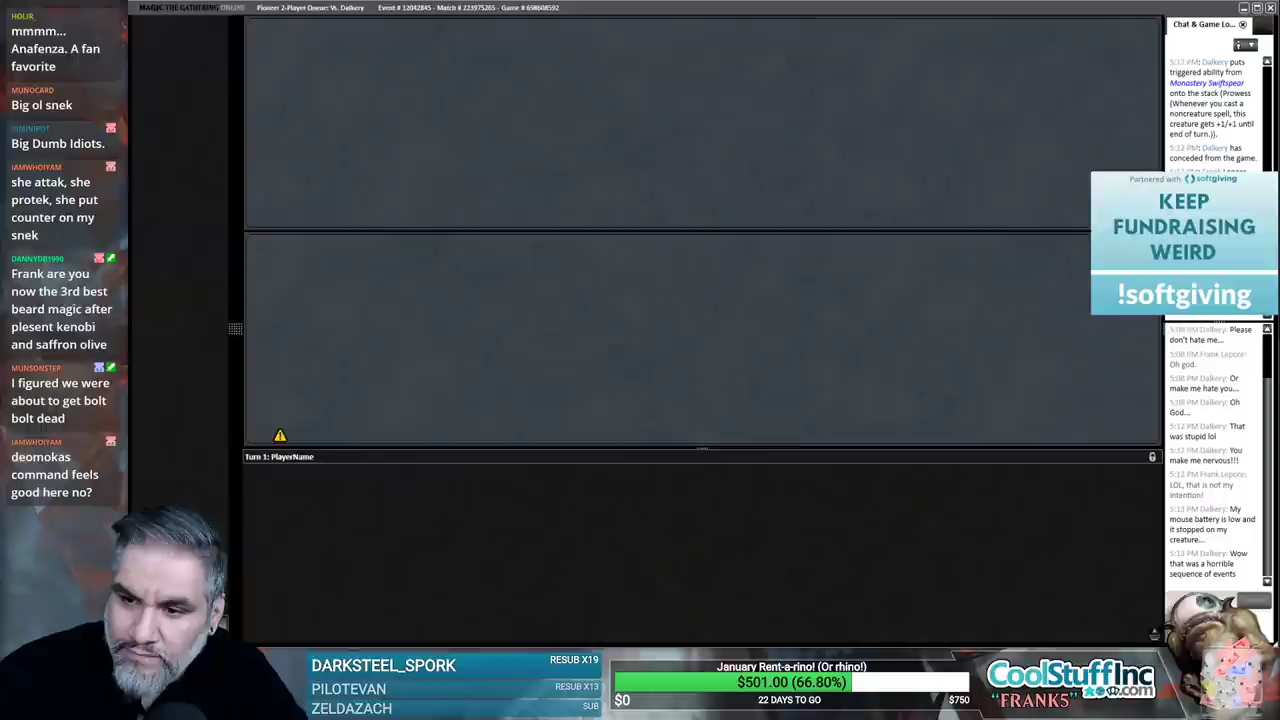 MAGIC THE GATHERING ONLINE
Pioneer 2-Player Queue: Vs. Dalkery
Event # 12042845 - Match # 223975265 - Game # 698608592
HOLIR_
mmmm...
Anafenza. A fan
favorite
MUNOCARD
Big ol snek
Big Dumb Idiots.
IAMWHOIYAM
she attak, she
protek, she put
counter on my
snek
DANNYDB1990
Frank are you
now the 3rd best
beard magic after
plesent kenobi
and saffron olive
MUNSONSTER
I figured we were
about to get bolt
bolt dead
IAMWHOIYAM
deomokas
command feels
good here no?
Turn 1: PlayerName
Chat & Game Lo...
5:12 PM: Dalkery puts
triggered ability from
Monastery Swiftspear
onto the stack (Prowess
(Whenever you cast a
noncreature spell, this
creature gets +1/+1 until
end of turn.)).
5:12 PM: Dalkery has
conceded from the game.
Partnered with softgiving
KEEP
FUNDRAISING
WEIRD
!softgiving
Dalkery: Please
don't hate me...
5:08 PM Frank Lepore:
Oh god.
5:08 PM Dalkery: Or
make me hate you...
5:08 PM Dalkery: Oh
God...
5:12 PM Dalkery: That
was stupid lol
5:12 PM Dalkery: You
make me nervous!!!
5:12 PM Frank Lepore:
LOL, that is not my
intention!
5:13 PM Dalkery: My
mouse battery is low and
it stopped on my
creature...
5:13 PM Dalkery: Wow
that was a horrible
sequence of events
DARKSTEEL_SPORK RESUB X19
PILOTEVAN RESUB X13
ZELDAZACH SUB
January Rent-a-rino! (Or rhino!)
$501.00 (66.80%)
$0 22 DAYS TO GO $750
CoolStuffInc
.com
"FRANK5"